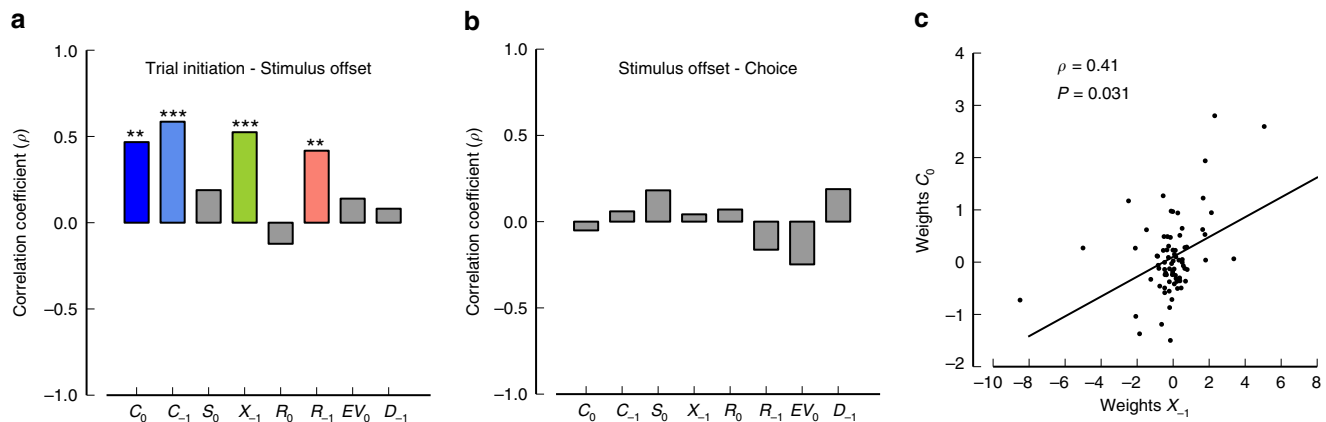 a
Trial initiation - Stimulus offset
Correlation coefficient (ρ)
1.0
0.5
0.0
–0.5
–1.0
**
***
***
**
C0 C–1 S0 X–1 R0 R–1 EV0 D–1
b
Stimulus offset - Choice
Correlation coefficient (ρ)
1.0
0.5
0.0
–0.5
–1.0
C0 C–1 S0 X–1 R0 R–1 EV0 D–1
c
ρ = 0.41
P = 0.031
Weights C0
4
3
2
1
0
–1
–2
–10 –8 –6 –4 –2 0 2 4 6 8
Weights X–1